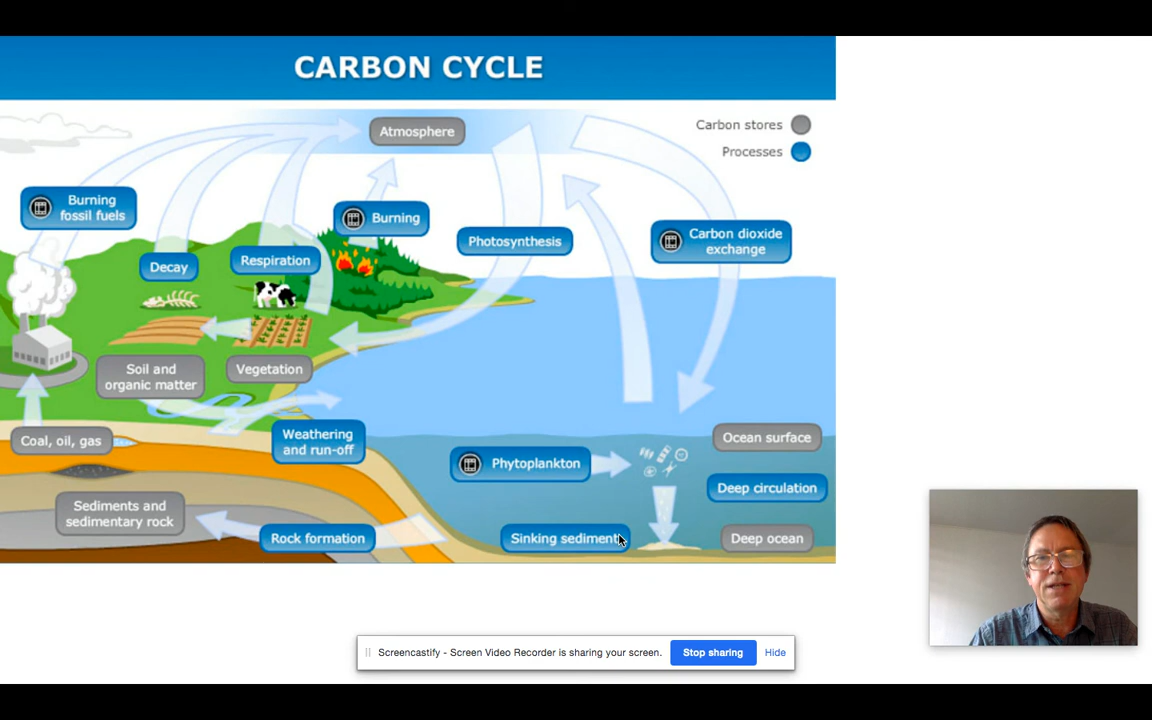 CARBON CYCLE
Atmosphere
Carbon stores
Processes
Burning
fossil fuels
Burning
Photosynthesis
Carbon dioxide
exchange
Decay
Respiration
Soil and
organic matter
Vegetation
Coal, oil, gas
Weathering
and run-off
Ocean surface
Phytoplankton
Deep circulation
Sediments and
sedimentary rock
Rock formation
Sinking sediment
Deep ocean
Screencastify - Screen Video Recorder is sharing your screen.
Stop sharing
Hide